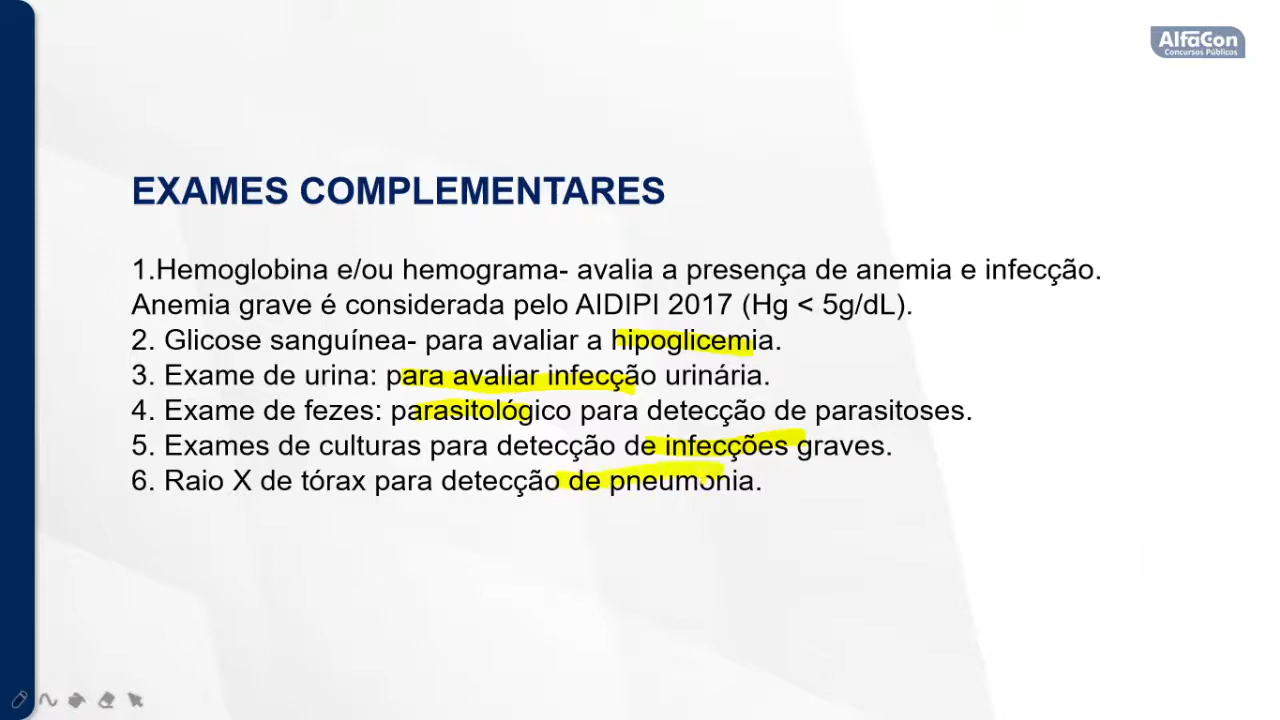 AlfaCon
Concursos Públicos
EXAMES COMPLEMENTARES
1.Hemoglobina e/ou hemograma- avalia a presença de anemia e infecção.
Anemia grave é considerada pelo AIDIPI 2017 (Hg < 5g/dL).
2. Glicose sanguínea- para avaliar a hipoglicemia.
3. Exame de urina: para avaliar infecção urinária.
4. Exame de fezes: parasitológico para detecção de parasitoses.
5. Exames de culturas para detecção de infecções graves.
6. Raio X de tórax para detecção de pneumonia.